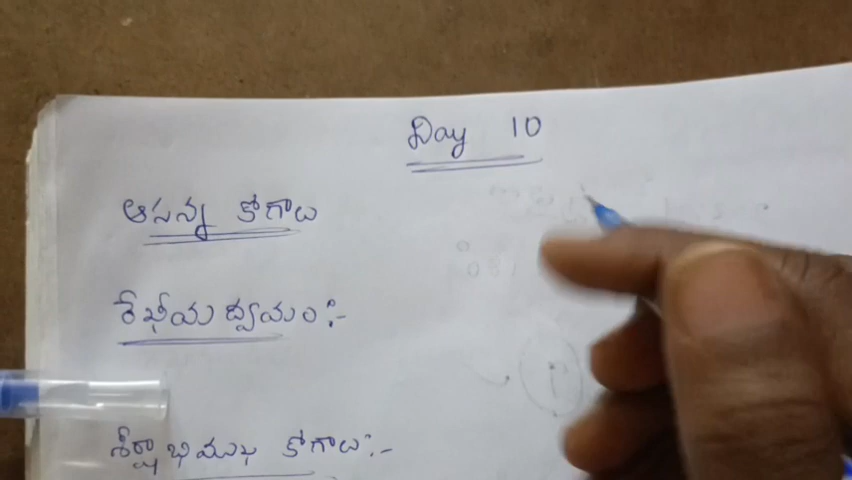 Day 10
ఆసన్న కోణాలు
రేఖీయ ద్వయం :-
శీర్షాభిముఖ కోణాలు :-